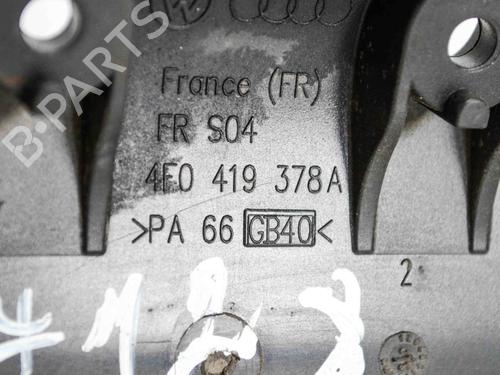 B-PARTS
France (FR)
FR S04
4F0 419 378A
>PA 66 GB40<
2